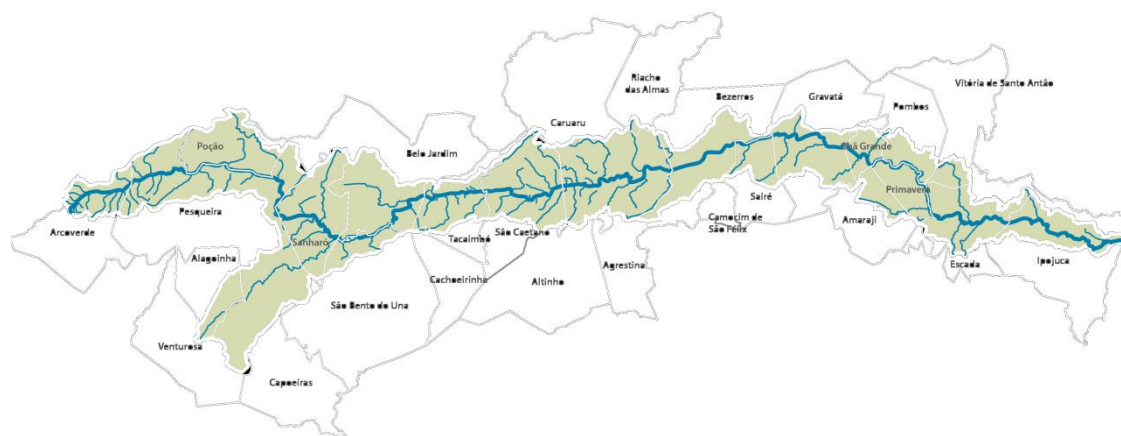 Riacho
das Almas
Vitória de Santo Antão
Bezerros
Gravatá
Pombos
Caruaru
Poção
Belo Jardim
Chã Grande
Primavera
Pesqueira
Sairé
Arcoverde
Camocim de
São Félix
Amaraji
Sanharó
Tacaimbó
São Caetano
Alagoinha
Agrestina
Escada
Ipojuca
Cachoeirinha
Altinho
São Bento do Una
Venturosa
Capoeiras